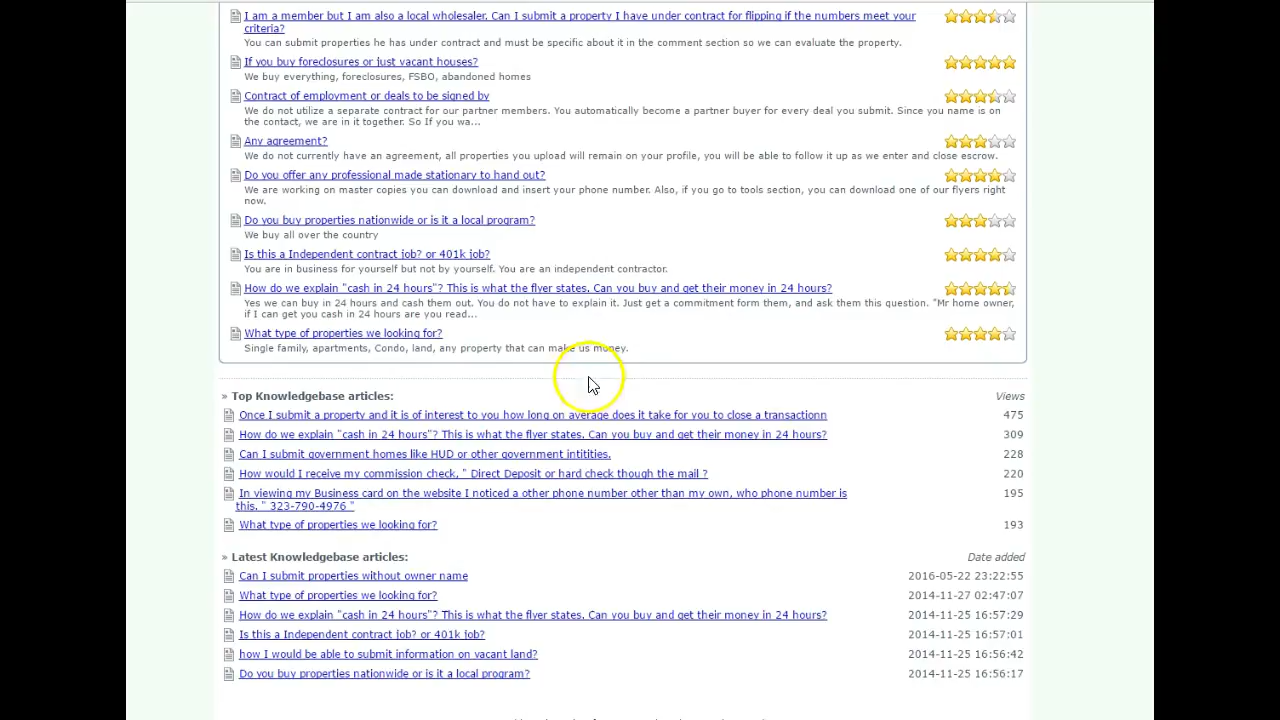 I am a member but I am also a local wholesaler. Can I submit a property I have under contract for flipping if the numbers meet your
criteria?
You can submit properties he has under contract and must be specific about it in the comment section so we can evaluate the property.
If you buy foreclosures or just vacant houses?
We buy everything, foreclosures, FSBO, abandoned homes
Contract of employment or deals to be signed by
We do not utilize a separate contract for our partner members. You automatically become a partner buyer for every deal you submit. Since you name is on
the contact, we are in it together. So If you wa...
Any agreement?
We do not currently have an agreement, all properties you upload will remain on your profile, you will be able to follow it up as we enter and close escrow.
Do you offer any professional made stationary to hand out?
We are working on master copies you can download and insert your phone number. Also, if you go to tools section, you can download one of our flyers right
now.
Do you buy properties nationwide or is it a local program?
We buy all over the country
Is this a Independent contract job? or 401k job?
You are in business for yourself but not by yourself. You are an independent contractor.
How do we explain "cash in 24 hours"? This is what the flyer states. Can you buy and get their money in 24 hours?
Yes we can buy in 24 hours and cash them out. You do not have to explain it. Just get a commitment form them, and ask them this question. "Mr home owner,
if I can get you cash in 24 hours are you read...
What type of properties we looking for?
Single family, apartments, Condo, land, any property that can make us money.
» Top Knowledgebase articles: Views
Once I submit a property and it is of interest to you how long on average does it take for you to close a transactionn 475
How do we explain "cash in 24 hours"? This is what the flyer states. Can you buy and get their money in 24 hours? 309
Can I submit government homes like HUD or other government intitities. 228
How would I receive my commission check, " Direct Deposit or hard check though the mail ? 220
In viewing my Business card on the website I noticed a other phone number other than my own, who phone number is 195
this. " 323-790-4976 "
What type of properties we looking for? 193
» Latest Knowledgebase articles: Date added
Can I submit properties without owner name 2016-05-22 23:22:55
What type of properties we looking for? 2014-11-27 02:47:07
How do we explain "cash in 24 hours"? This is what the flyer states. Can you buy and get their money in 24 hours? 2014-11-25 16:57:29
Is this a Independent contract job? or 401k job? 2014-11-25 16:57:01
how I would be able to submit information on vacant land? 2014-11-25 16:56:42
Do you buy properties nationwide or is it a local program? 2014-11-25 16:56:17